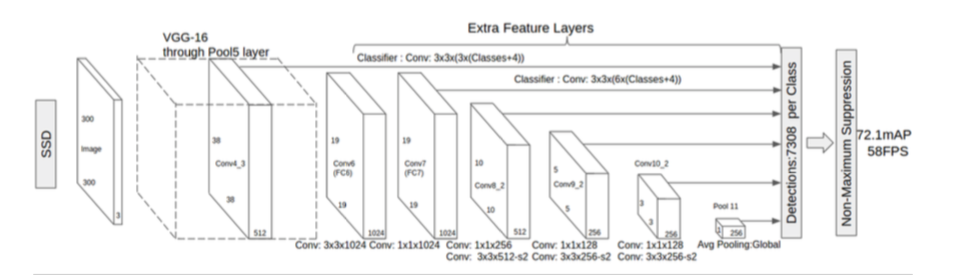 Extra Feature Layers
VGG-16
through Pool5 layer
Classifier : Conv: 3x3x(3x(Classes+4))
Classifier : Conv: 3x3x(6x(Classes+4))
SSD
300
Image
300
3
38
Conv4_3
38
512
19
Conv6
(FC6)
19
1024
19
Conv7
(FC7)
19
1024
10
Conv8_2
10
512
5
Conv9_2
5
256
Conv10_2
3
3
256
Pool 11
1
256
Detections:7308 per Class
Non-Maximum Suppression
72.1mAP
58FPS
Conv: 3x3x1024
Conv: 1x1x1024
Conv: 1x1x256
Conv: 3x3x512-s2
Conv: 1x1x128
Conv: 3x3x256-s2
Conv: 1x1x128
Conv: 3x3x256-s2
Avg Pooling:Global